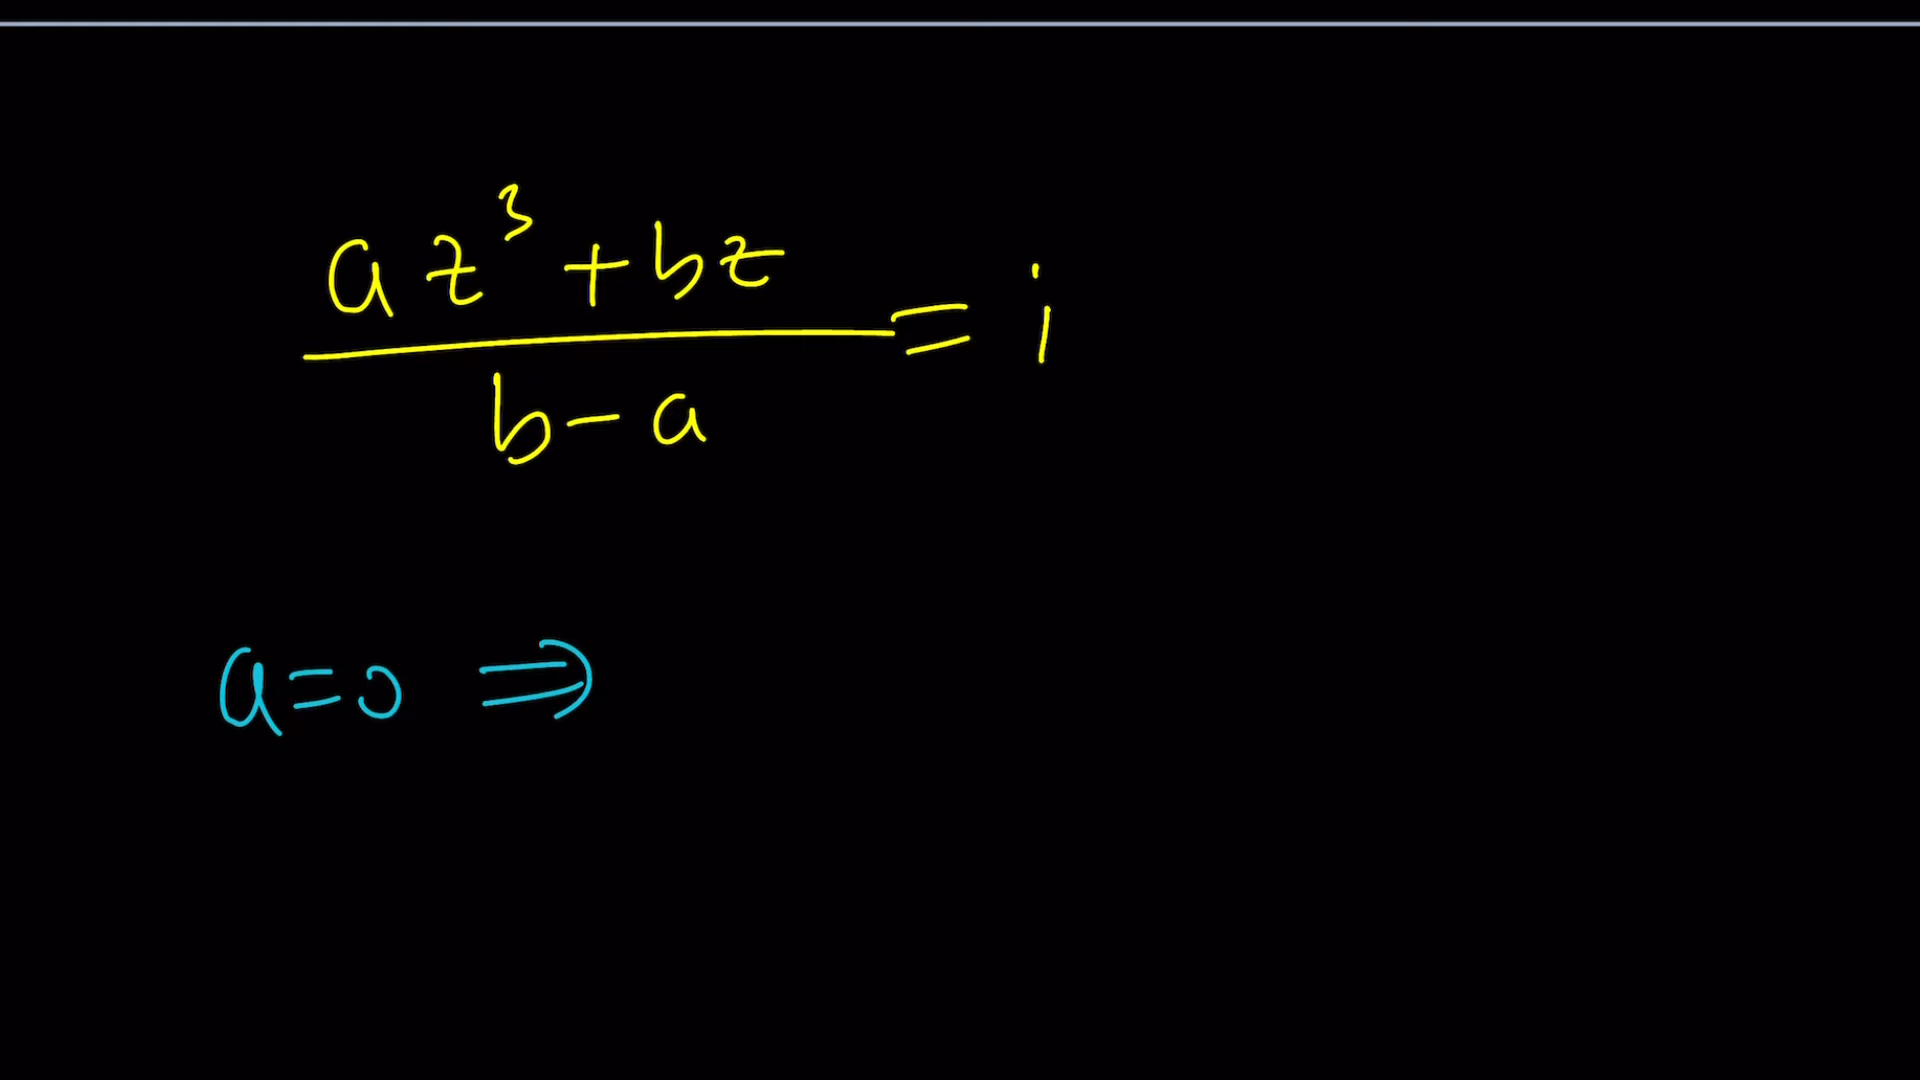 az³+bz
b-a
= i
a=0 ⇒